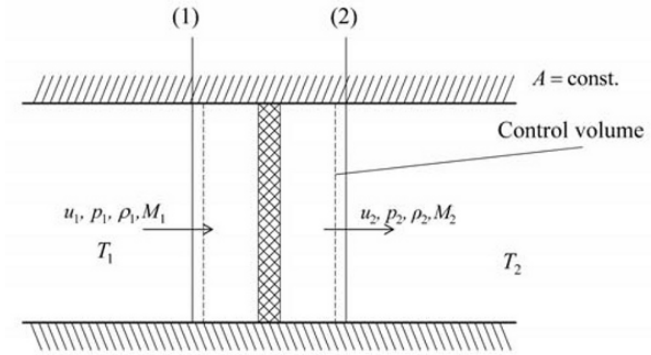 (1) (2)
A = const.
Control volume
u₁, p₁, ρ₁, M₁
u₂, p₂, ρ₂, M₂
T₁
T₂